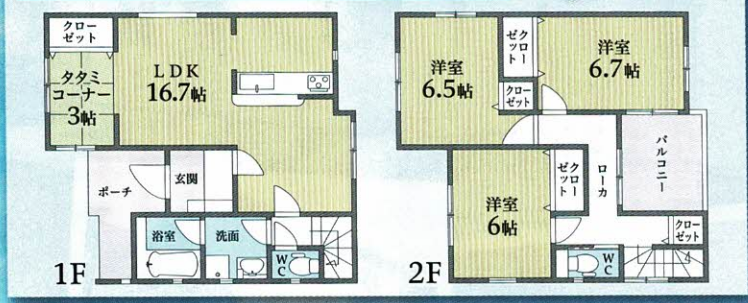 クロー
ゼット
タタミ
コーナー
3帖
LDK
16.7帖
ポーチ
玄関
浴室
洗面
WC
1F
洋室
6.5帖
クロー
ゼット
クロー
ゼット
洋室
6.7帖
洋室
6帖
クロー
ゼット
ローカ
バルコニー
クロー
ゼット
WC
2F